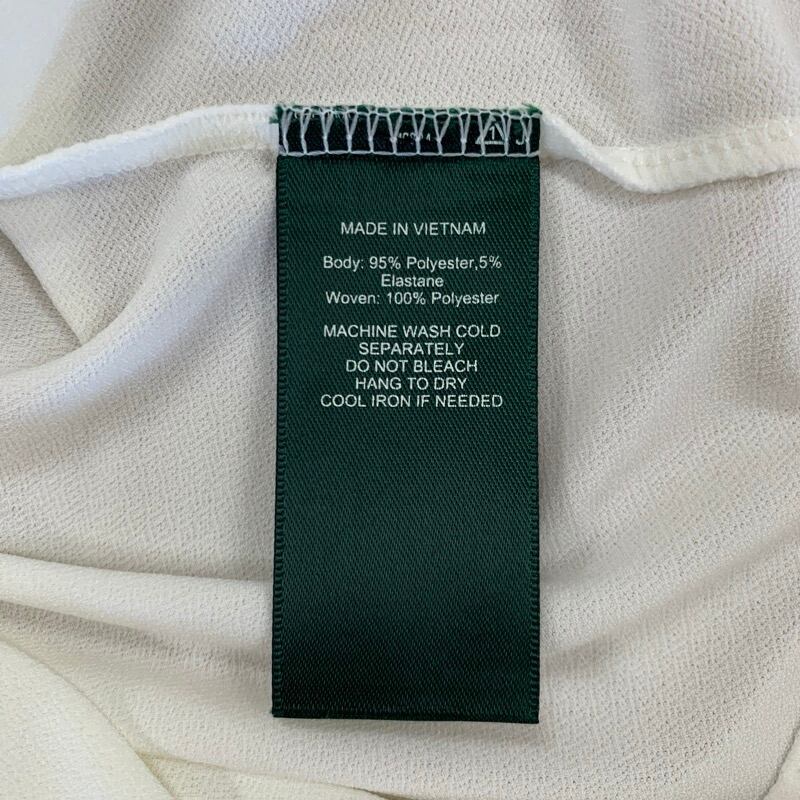 MADE IN VIETNAM
Body: 95% Polyester,5%
Elastane
Woven: 100% Polyester
MACHINE WASH COLD
SEPARATELY
DO NOT BLEACH
HANG TO DRY
COOL IRON IF NEEDED